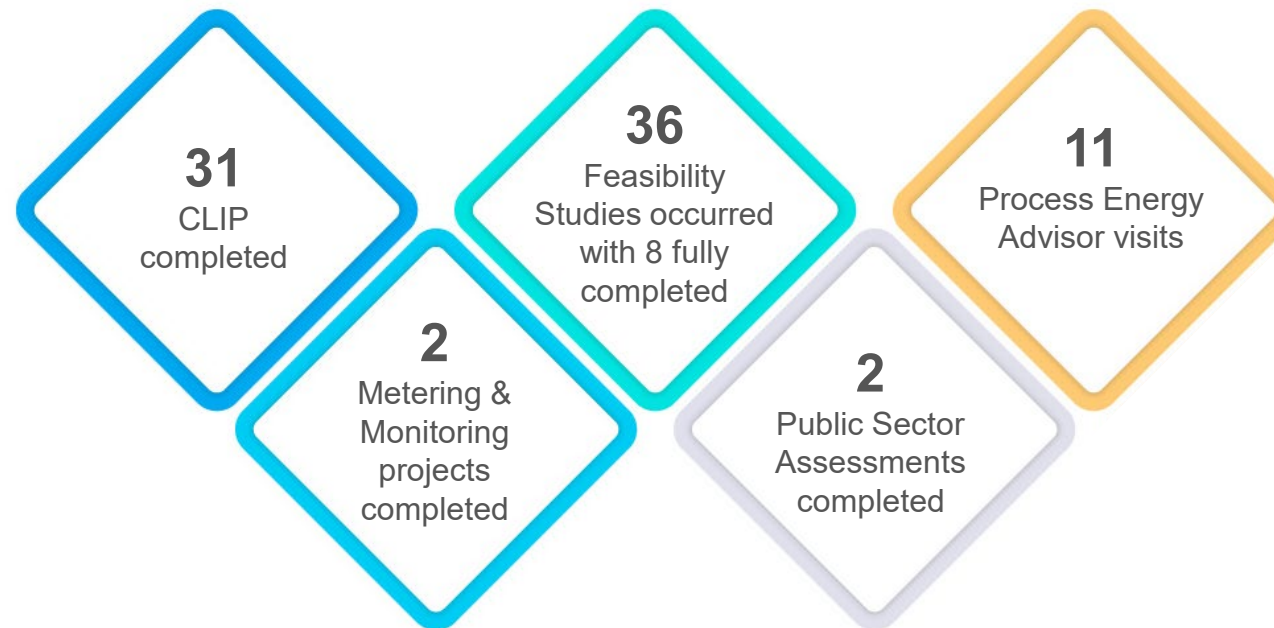 31
CLIP
completed
2
Metering &
Monitoring
projects
completed
36
Feasibility
Studies occurred
with 8 fully
completed
2
Public Sector
Assessments
completed
11
Process Energy
Advisor visits